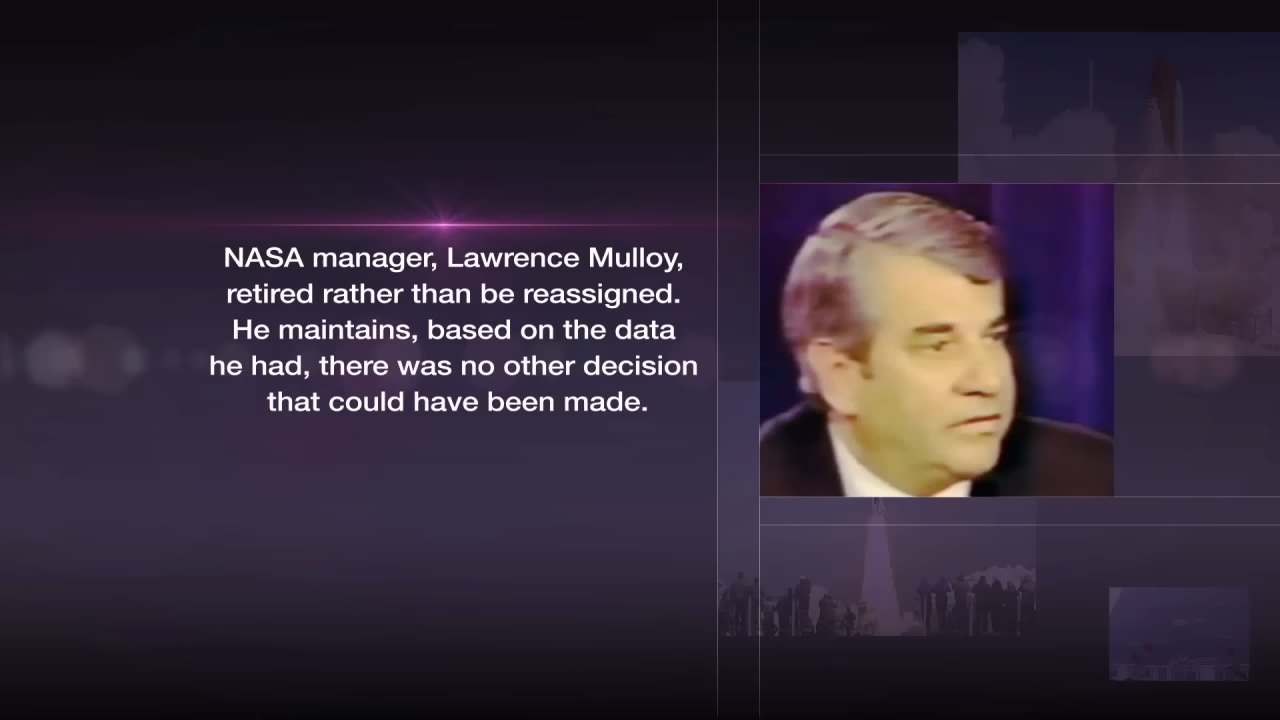 NASA manager, Lawrence Mulloy,
retired rather than be reassigned.
He maintains, based on the data
he had, there was no other decision
that could have been made.